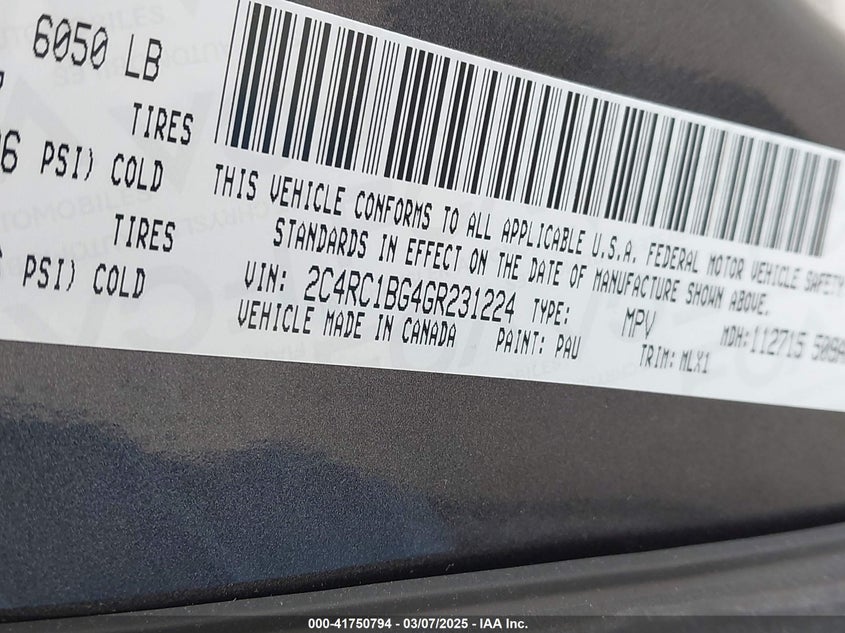 6050 LB
TIRES
PSI) COLD
TIRES
PSI) COLD
THIS VEHICLE CONFORMS TO ALL APPLICABLE U.S.A. FEDERAL MOTOR VEHICLE SAFETY
STANDARDS IN EFFECT ON THE DATE OF MANUFACTURE SHOWN ABOVE.
VIN: 2C4RC1BG4GR231224 TYPE: MPV MDH:112715
VEHICLE MADE IN CANADA PAINT: PAU TRIM: MLX1
000-41750794 - 03/07/2025 - IAA Inc.